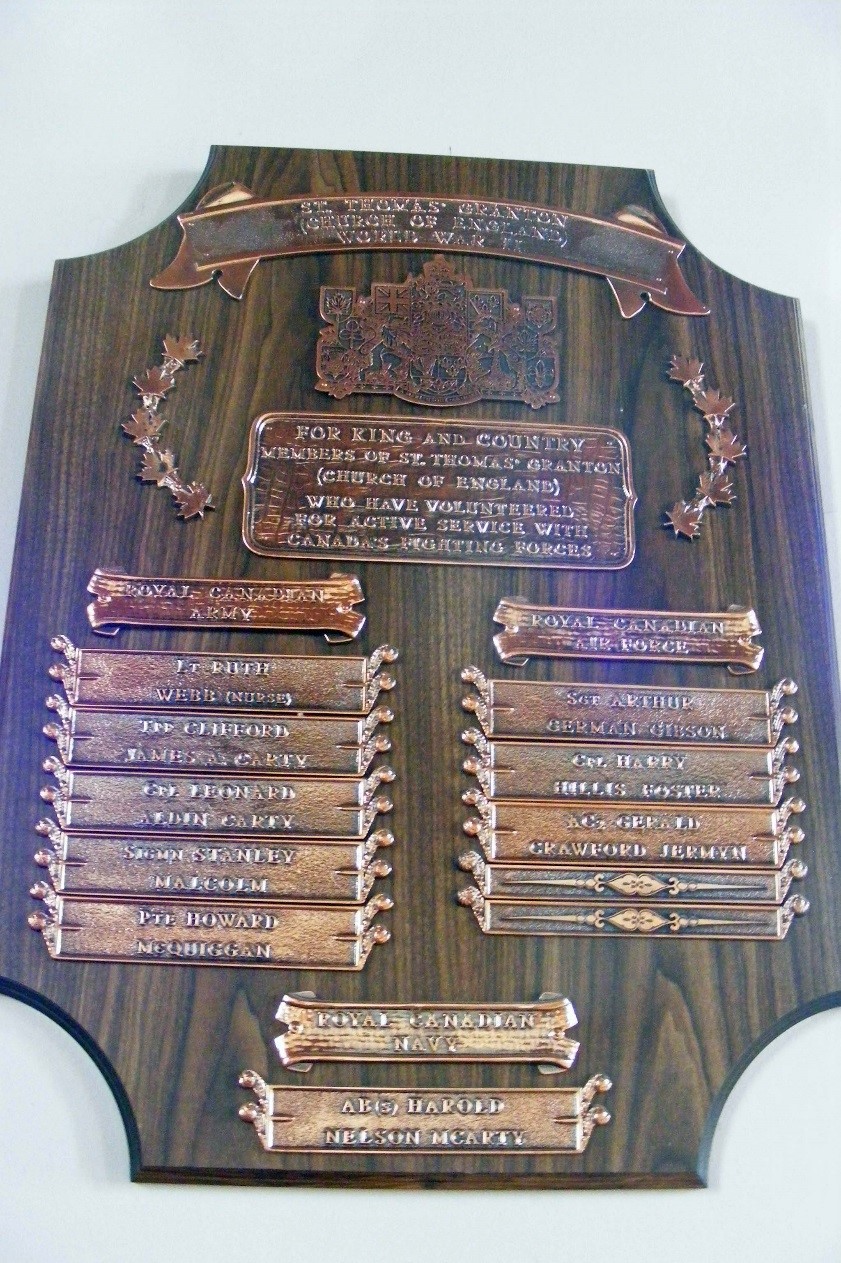 ST. THOMAS' GRANTON
(CHURCH OF ENGLAND)
WORLD WAR II
FOR KING AND COUNTRY
MEMBERS OF ST. THOMAS' GRANTON
(CHURCH OF ENGLAND)
WHO HAVE VOLUNTEERED
FOR ACTIVE SERVICE WITH
CANADA'S FIGHTING FORCES
ROYAL CANADIAN
ARMY
LT RUTH
WEBB (NURSE)
TPR CLIFFORD
JAMES A. CARTY
CPL LEONARD
ALDIN CARTY
SIGMN STANLEY
MALCOLM
PTE HOWARD
MCQUIGGAN
ROYAL CANADIAN
AIR FORCE
SGT ARTHUR
GERMAN GIBSON
CPL HARRY
HILLIS FOSTER
AC2 GERALD
CRAWFORD JERMYN
ROYAL CANADIAN
NAVY
AB(S) HAROLD
NELSON MCARTY